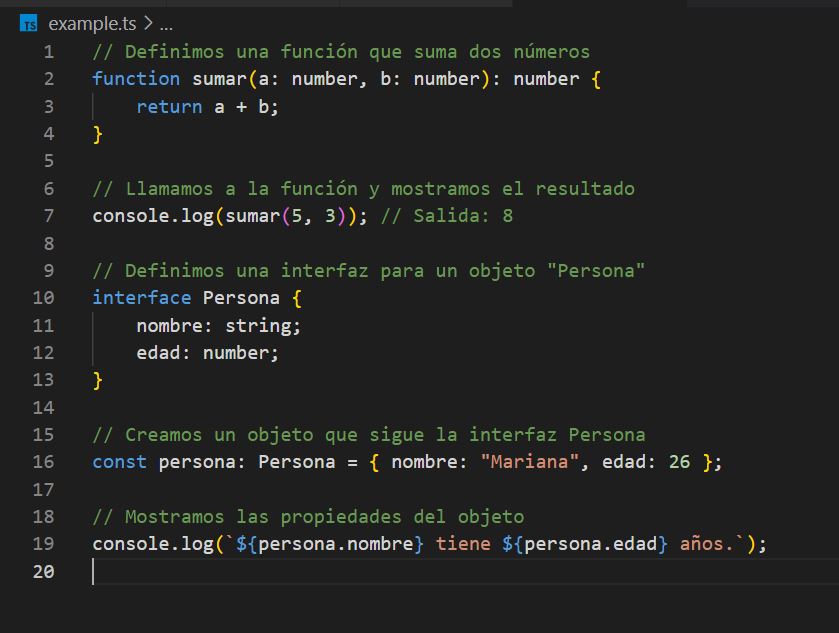 TS example.ts > ...
1 // Definimos una función que suma dos números
2 function sumar(a: number, b: number): number {
3     return a + b;
4 }
5
6 // Llamamos a la función y mostramos el resultado
7 console.log(sumar(5, 3)); // Salida: 8
8
9 // Definimos una interfaz para un objeto "Persona"
10 interface Persona {
11     nombre: string;
12     edad: number;
13 }
14
15 // Creamos un objeto que sigue la interfaz Persona
16 const persona: Persona = { nombre: "Mariana", edad: 26 };
17
18 // Mostramos las propiedades del objeto
19 console.log(`${persona.nombre} tiene ${persona.edad} años.`);
20